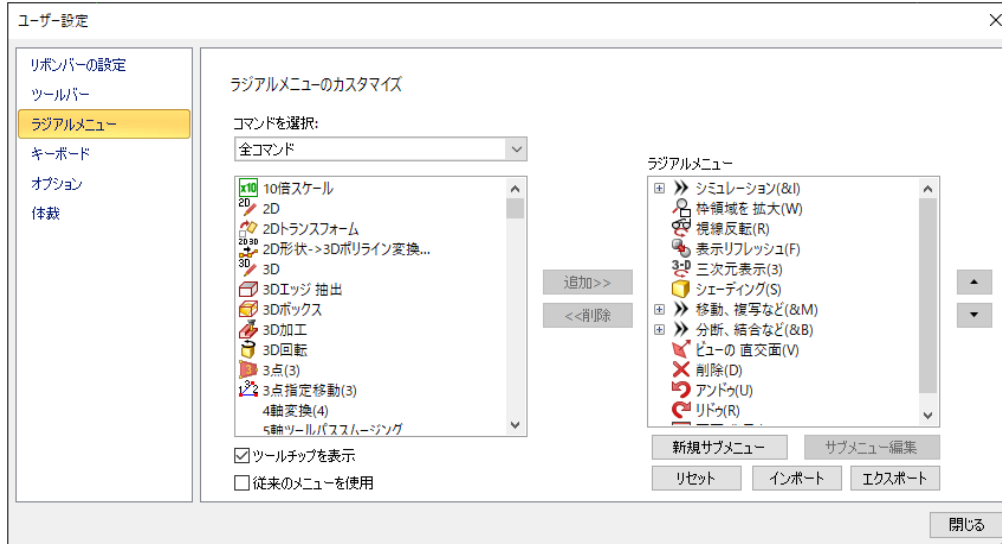 ユーザー設定
リボンバーの設定
ツールバー
ラジアルメニュー
キーボード
オプション
体裁
ラジアルメニューのカスタマイズ
コマンドを選択:
全コマンド
10倍スケール
2D
2Dトランスフォーム
2D形状->3Dポリライン変換...
3D
3Dエッジ 抽出
3Dボックス
3D加工
3D回転
3点(3)
3点指定移動(3)
4軸変換(4)
5軸ツールパススムージング
ツールチップを表示
従来のメニューを使用
追加>>
<<削除
ラジアルメニュー
シミュレーション(&I)
枠領域を 拡大(W)
視線反転(R)
表示リフレッシュ(F)
三次元表示(3)
シェーディング(S)
移動、複写など(&M)
分断、結合など(&B)
ビューの 直交面(V)
削除(D)
アンドゥ(U)
リドゥ(R)
新規サブメニュー
サブメニュー編集
リセット
インポート
エクスポート
閉じる